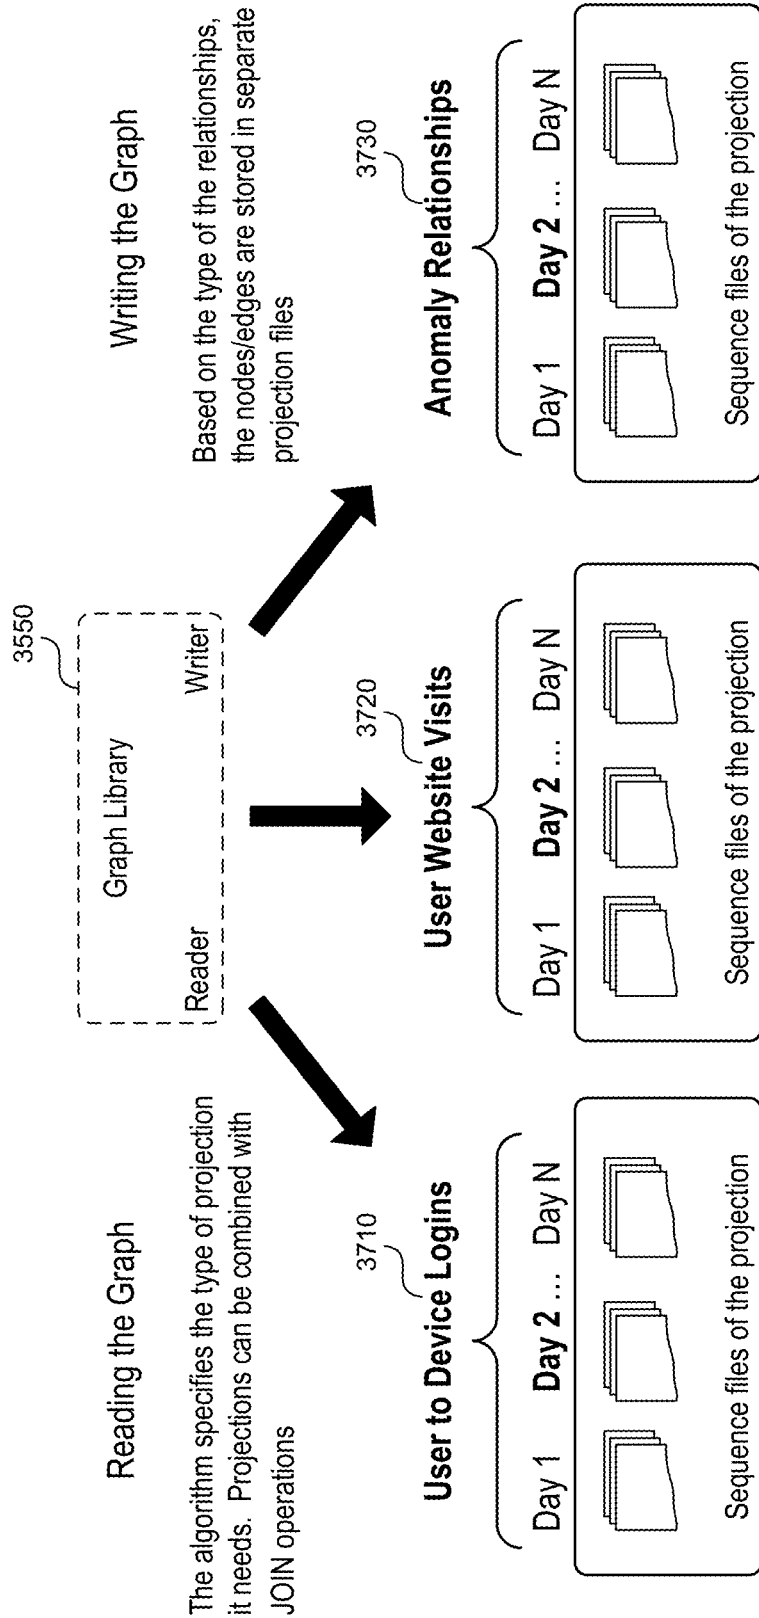 Reading the Graph
The algorithm specifies the type of projection
it needs. Projections can be combined with
JOIN operations
3550
Graph Library
Reader Writer
Writing the Graph
Based on the type of the relationships,
the nodes/edges are stored in separate
projection files
3710
User to Device Logins
Day 1 Day 2 ... Day N
Sequence files of the projection
3720
User Website Visits
Day 1 Day 2 ... Day N
Sequence files of the projection
3730
Anomaly Relationships
Day 1 Day 2 ... Day N
Sequence files of the projection